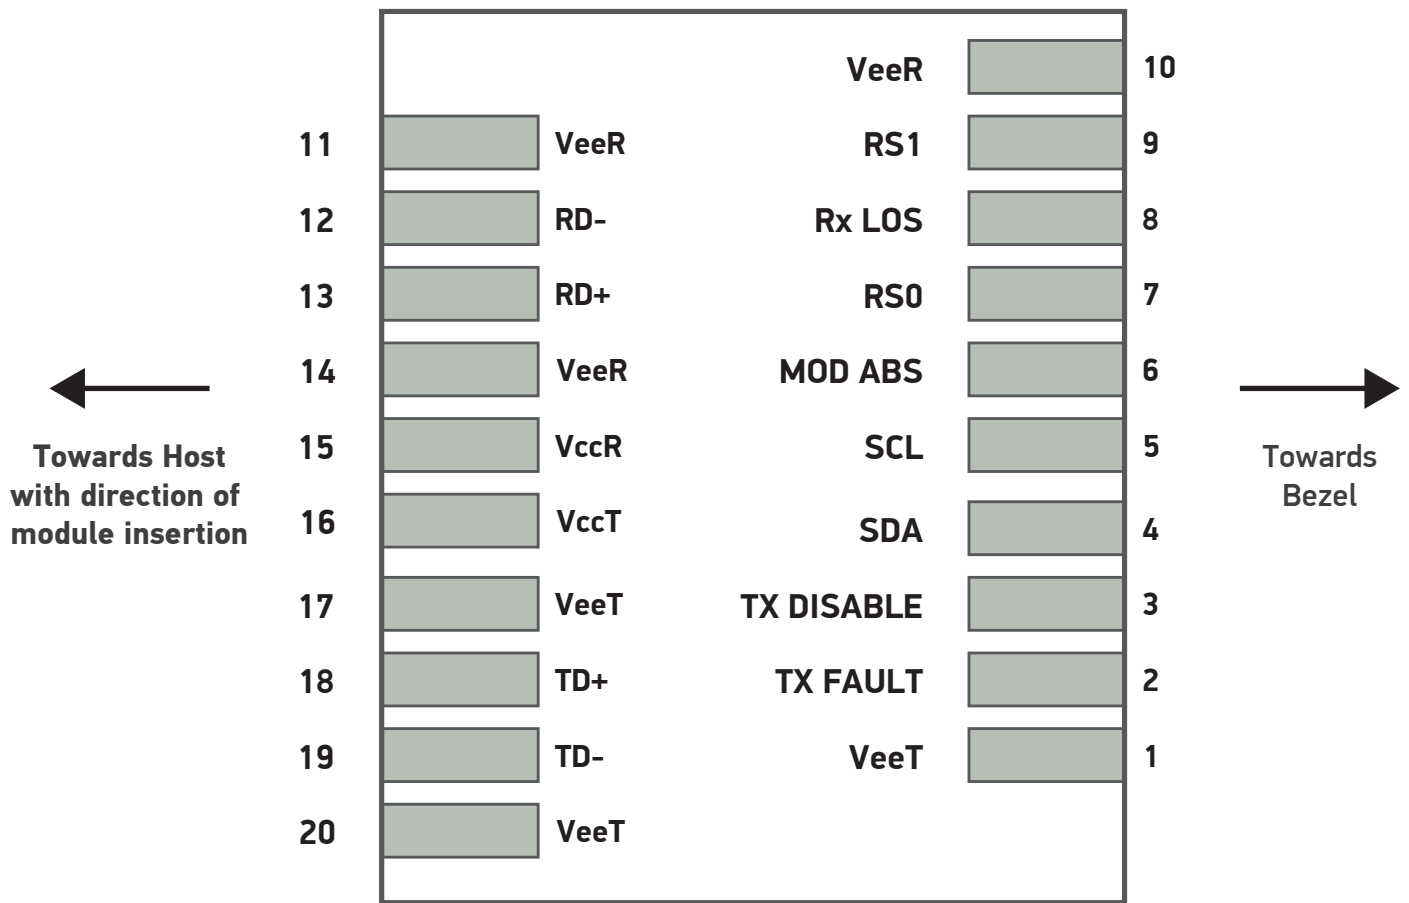 VeeR 10
11 VeeR RS1 9
12 RD- Rx LOS 8
13 RD+ RS0 7
14 VeeR MOD ABS 6
15 VccR SCL 5
16 VccT SDA 4
17 VeeT TX DISABLE 3
18 TD+ TX FAULT 2
19 TD- VeeT 1
20 VeeT
Towards Host
with direction of
module insertion
Towards
Bezel